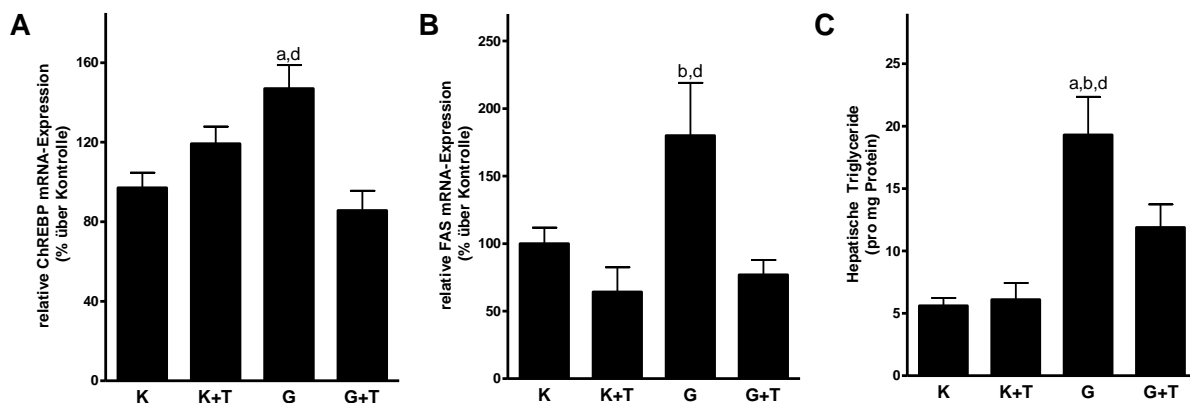 A
relative ChREBP mRNA-Expression
(% über Kontrolle)
160
120
80
40
0
a,d
K K+T G G+T
B
relative FAS mRNA-Expression
(% über Kontrolle)
250
200
150
100
50
0
b,d
K K+T G G+T
C
Hepatische Triglyceride
(pro mg Protein)
25
20
15
10
5
0
a,b,d
K K+T G G+T